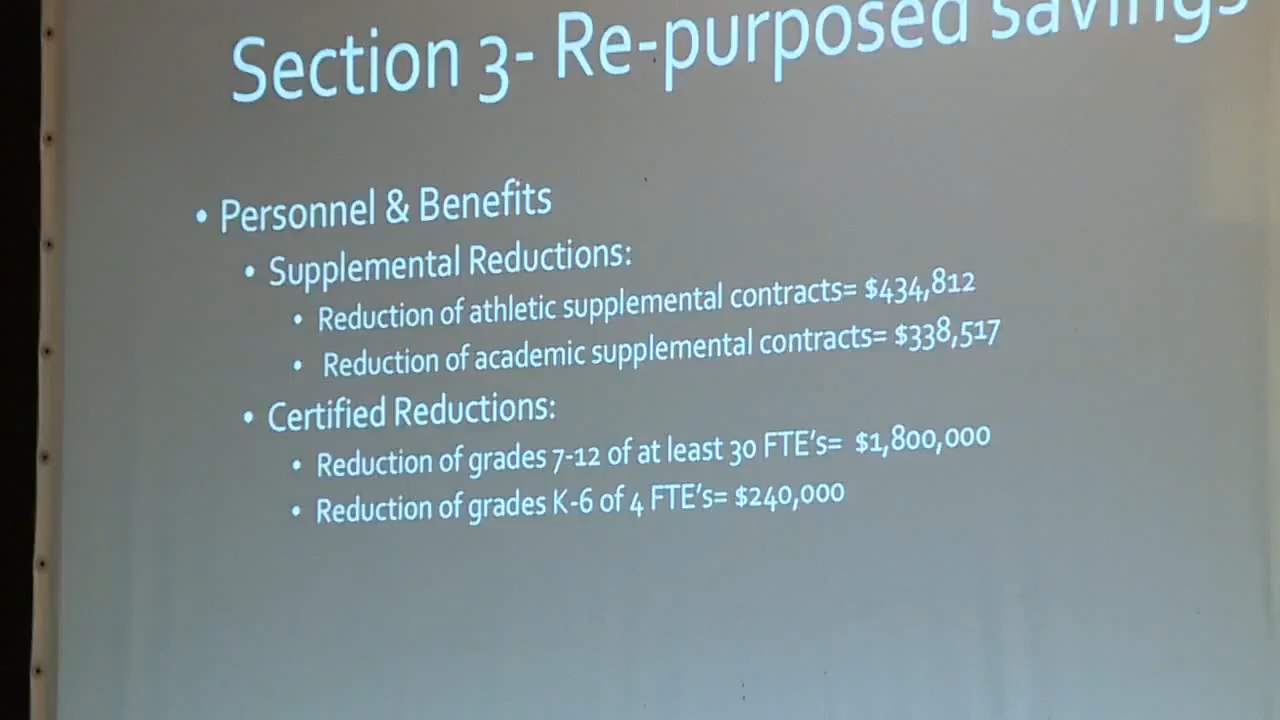 Section 3- Re-purposed savings
• Personnel & Benefits
• Supplemental Reductions:
• Reduction of athletic supplemental contracts= $434,812
• Reduction of academic supplemental contracts= $338,517
• Certified Reductions:
• Reduction of grades 7-12 of at least 30 FTE's= $1,800,000
• Reduction of grades K-6 of 4 FTE's= $240,000